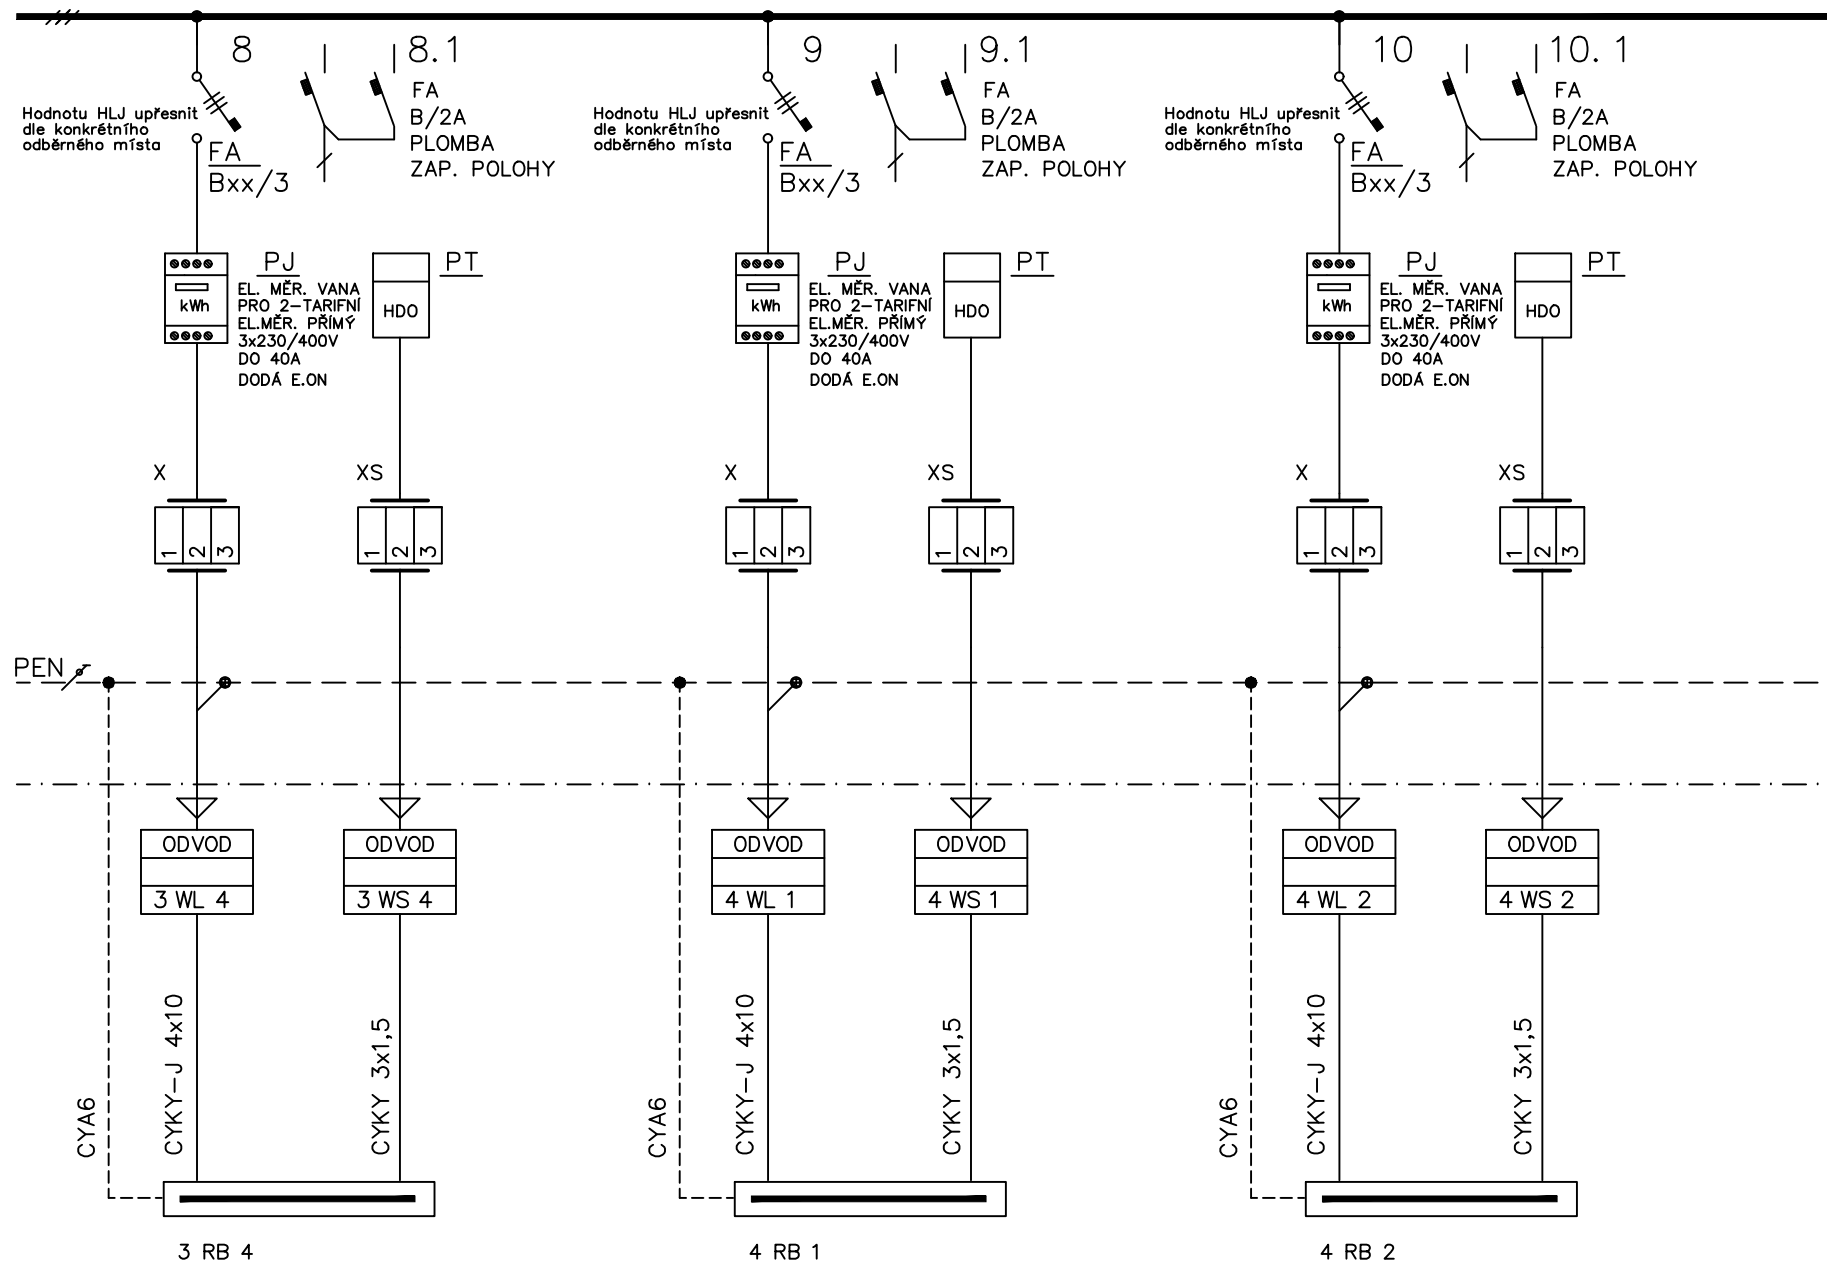 8
8.1
FA
B/2A
PLOMBA
ZAP. POLOHY
Hodnotu HLJ upřesnit
dle konkrétního
odběrného místa
FA
Bxx/3
kWh
PJ
EL. MĚR. VANA
PRO 2-TARIFNÍ
EL.MĚR. PŘÍMÝ
3x230/400V
DO 40A
DODÁ E.ON
HDO
PT
X
1 2 3
XS
1 2 3
9
9.1
FA
B/2A
PLOMBA
ZAP. POLOHY
Hodnotu HLJ upřesnit
dle konkrétního
odběrného místa
FA
Bxx/3
kWh
PJ
EL. MĚR. VANA
PRO 2-TARIFNÍ
EL.MĚR. PŘÍMÝ
3x230/400V
DO 40A
DODÁ E.ON
HDO
PT
X
1 2 3
XS
1 2 3
10
10.1
FA
B/2A
PLOMBA
ZAP. POLOHY
Hodnotu HLJ upřesnit
dle konkrétního
odběrného místa
FA
Bxx/3
kWh
PJ
EL. MĚR. VANA
PRO 2-TARIFNÍ
EL.MĚR. PŘÍMÝ
3x230/400V
DO 40A
DODÁ E.ON
HDO
PT
X
1 2 3
XS
1 2 3
PEN
ODVOD
3 WL 4
ODVOD
3 WS 4
CYA6
CYKY-J 4x10
CYKY 3x1,5
3 RB 4
ODVOD
4 WL 1
ODVOD
4 WS 1
CYA6
CYKY-J 4x10
CYKY 3x1,5
4 RB 1
ODVOD
4 WL 2
ODVOD
4 WS 2
CYA6
CYKY-J 4x10
CYKY 3x1,5
4 RB 2